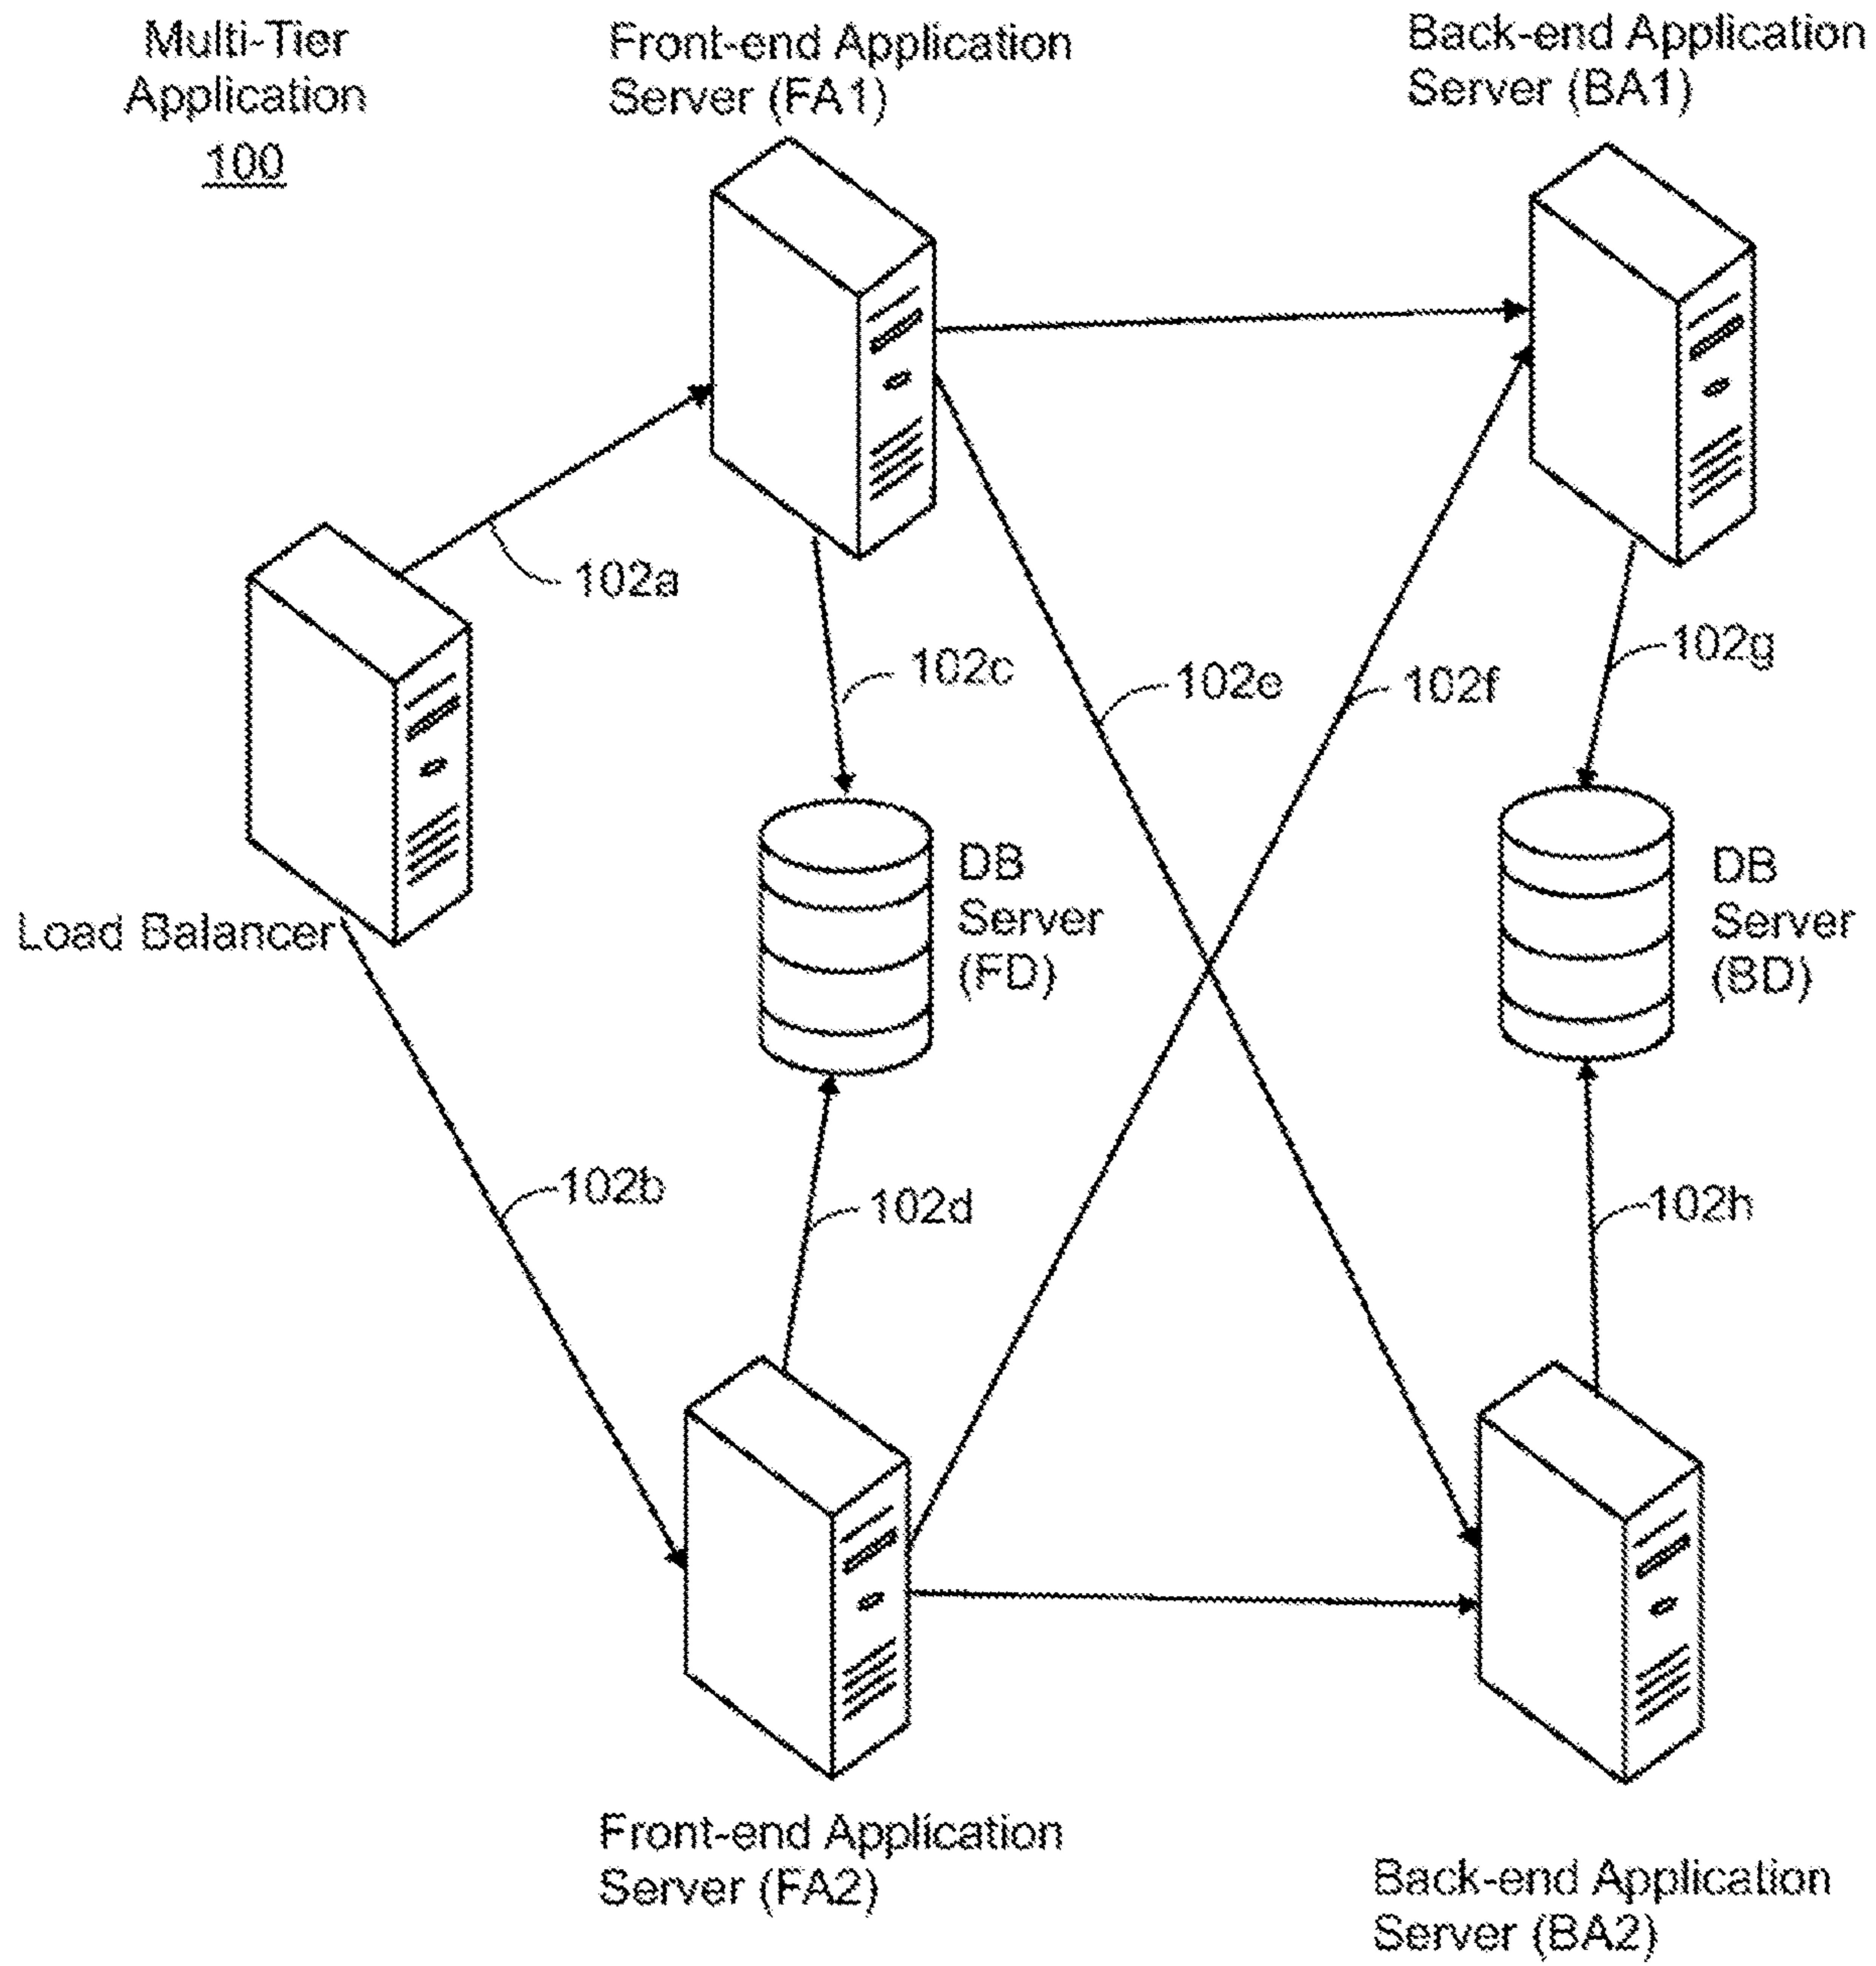 Multi-Tier
Application
100
Front-end Application
Server (FA1)
Back-end Application
Server (BA1)
102a
102c
102e
102f
102g
Load Balancer
DB
Server
(FD)
DB
Server
(BD)
102b
102d
102h
Front-end Application
Server (FA2)
Back-end Application
Server (BA2)